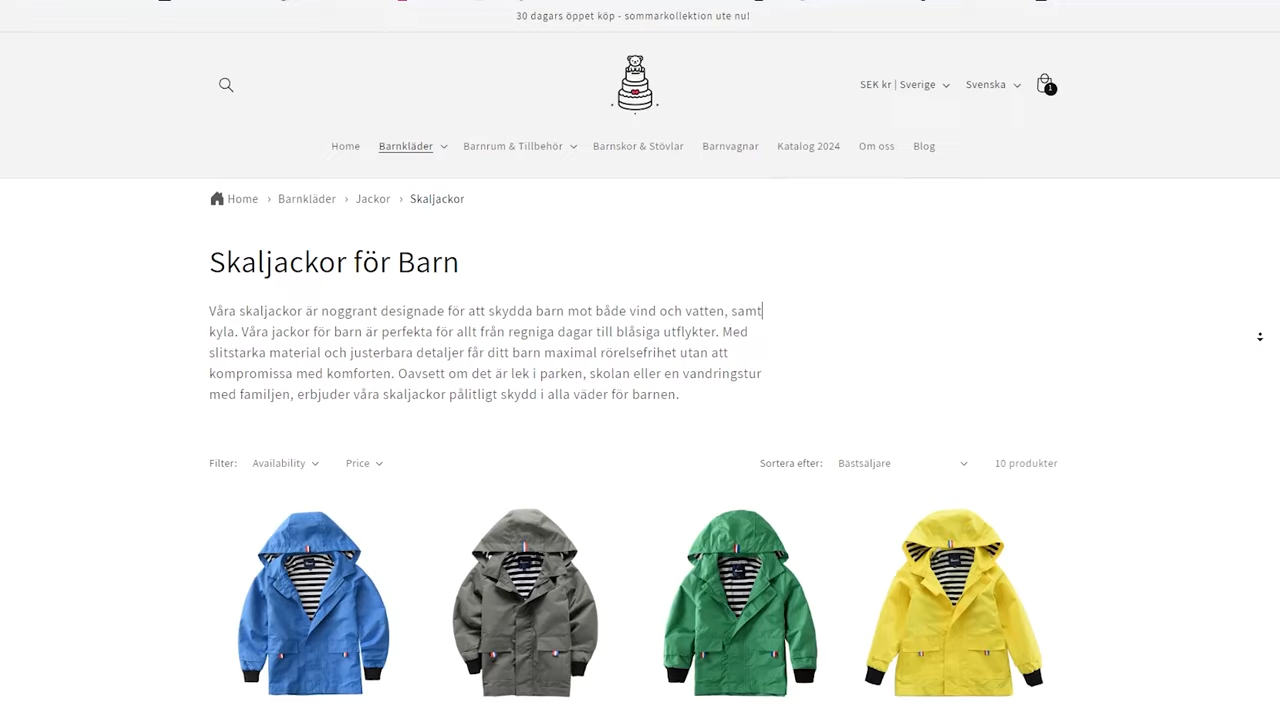 30 dagars öppet köp - sommarkollektion ute nu!
SEK kr | Sverige
Svenska
1
Home
Barnkläder
Barnrum & Tillbehör
Barnskor & Stövlar
Barnvagnar
Katalog 2024
Om oss
Blog
Home › Barnkläder › Jackor › Skaljackor
Skaljackor för Barn
Våra skaljackor är noggrant designade för att skydda barn mot både vind och vatten, samt
kyla. Våra jackor för barn är perfekta för allt från regniga dagar till blåsiga utflykter. Med
slitstarka material och justerbara detaljer får ditt barn maximal rörelsefrihet utan att
kompromissa med komforten. Oavsett om det är lek i parken, skolan eller en vandringstur
med familjen, erbjuder våra skaljackor pålitligt skydd i alla väder för barnen.
Filter:
Availability
Price
Sortera efter:
Bästsäljare
10 produkter